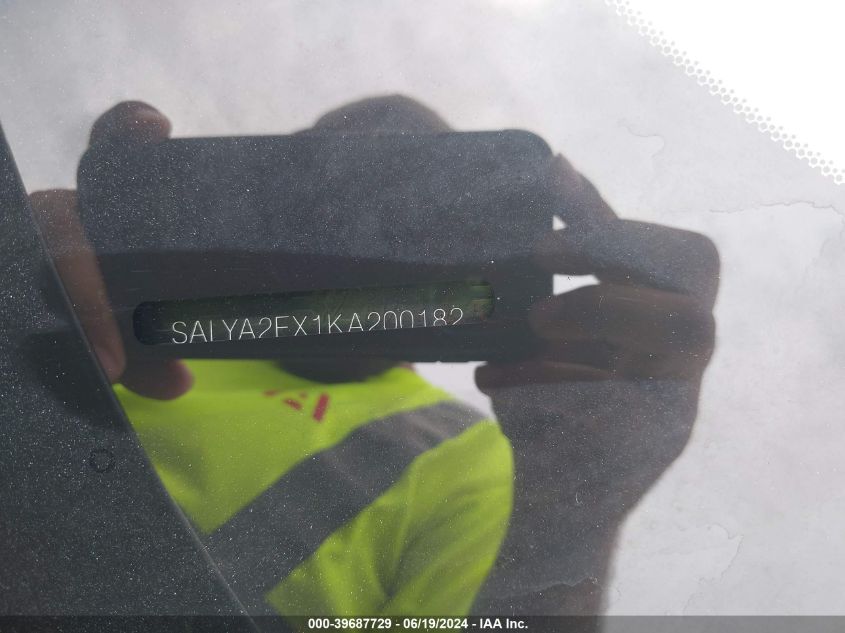 SALYA2EX1KA200182
000-39687729 - 06/19/2024 - IAA Inc.